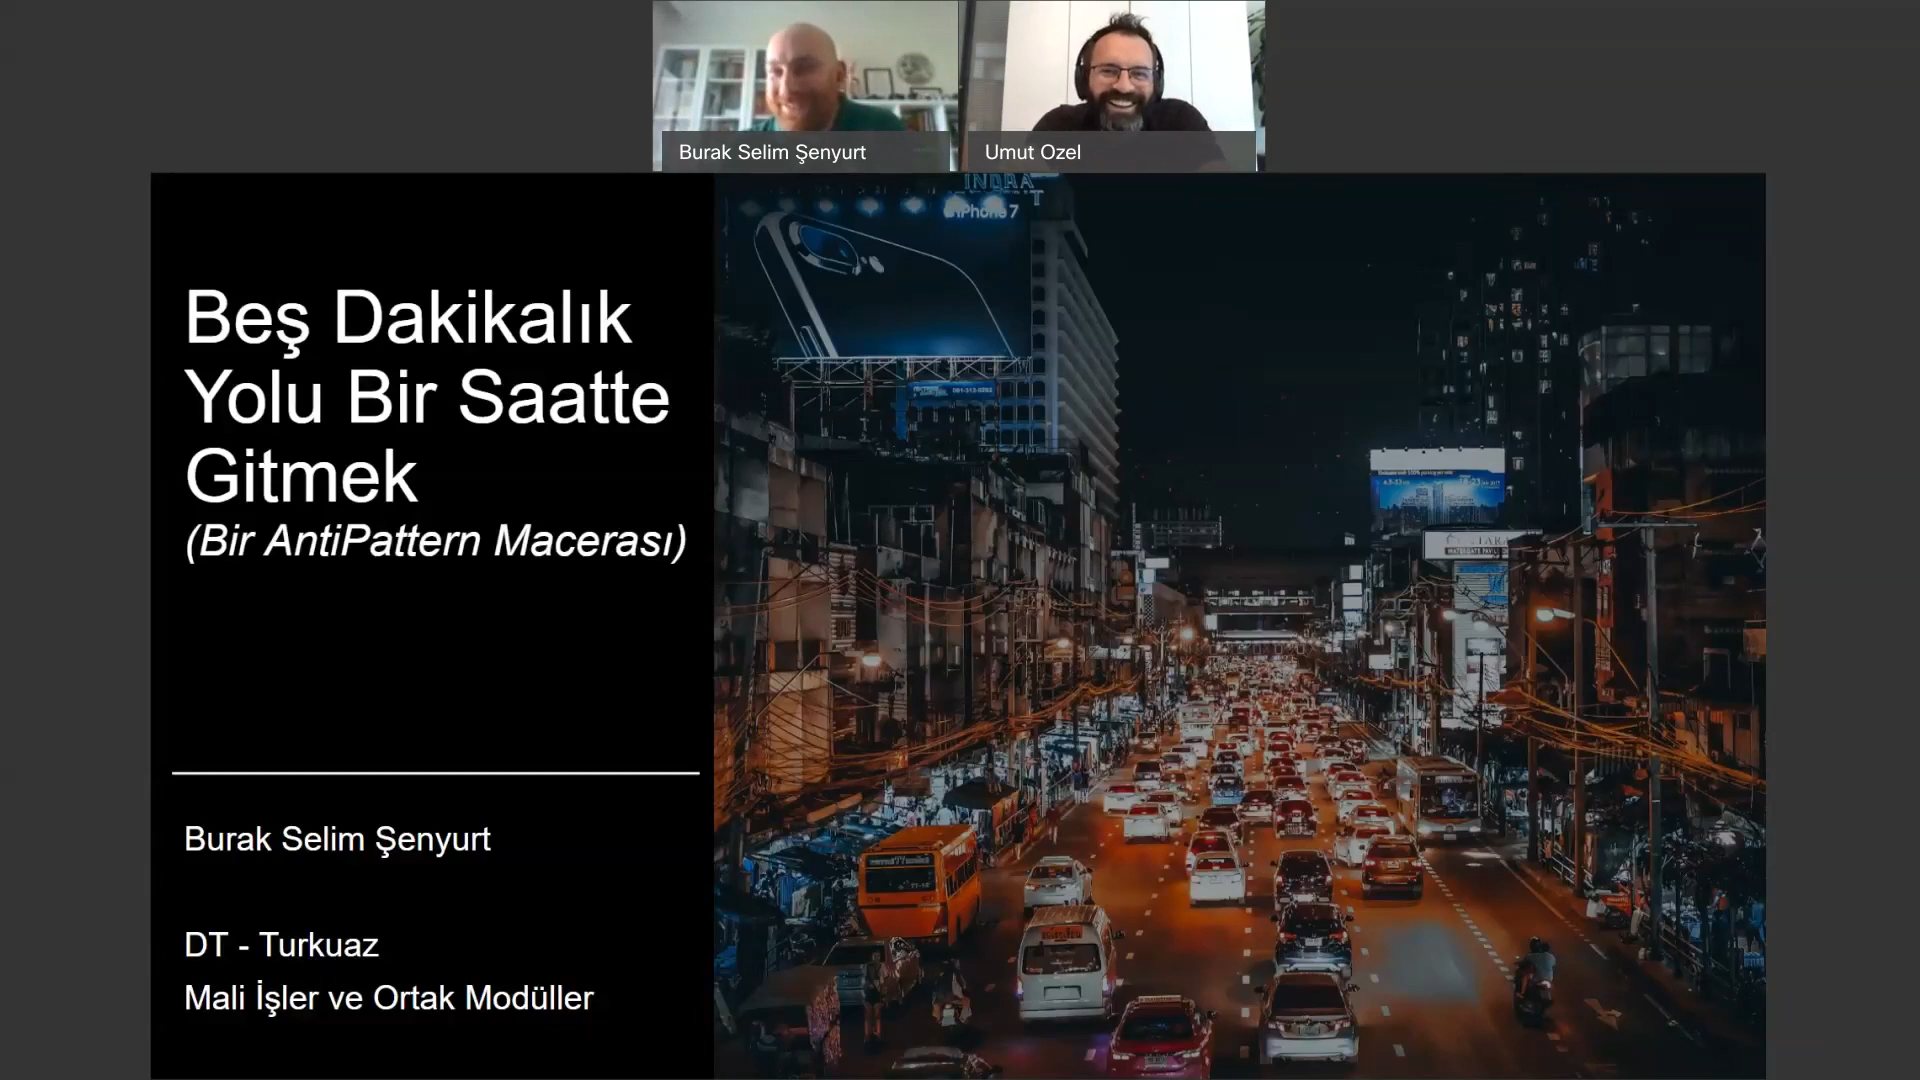 Burak Selim Şenyurt
Umut Ozel
INDRA
iPhone 7
Beş Dakikalık
Yolu Bir Saatte
Gitmek
(Bir AntiPattern Macerası)
Burak Selim Şenyurt
DT - Turkuaz
Mali İşler ve Ortak Modüller